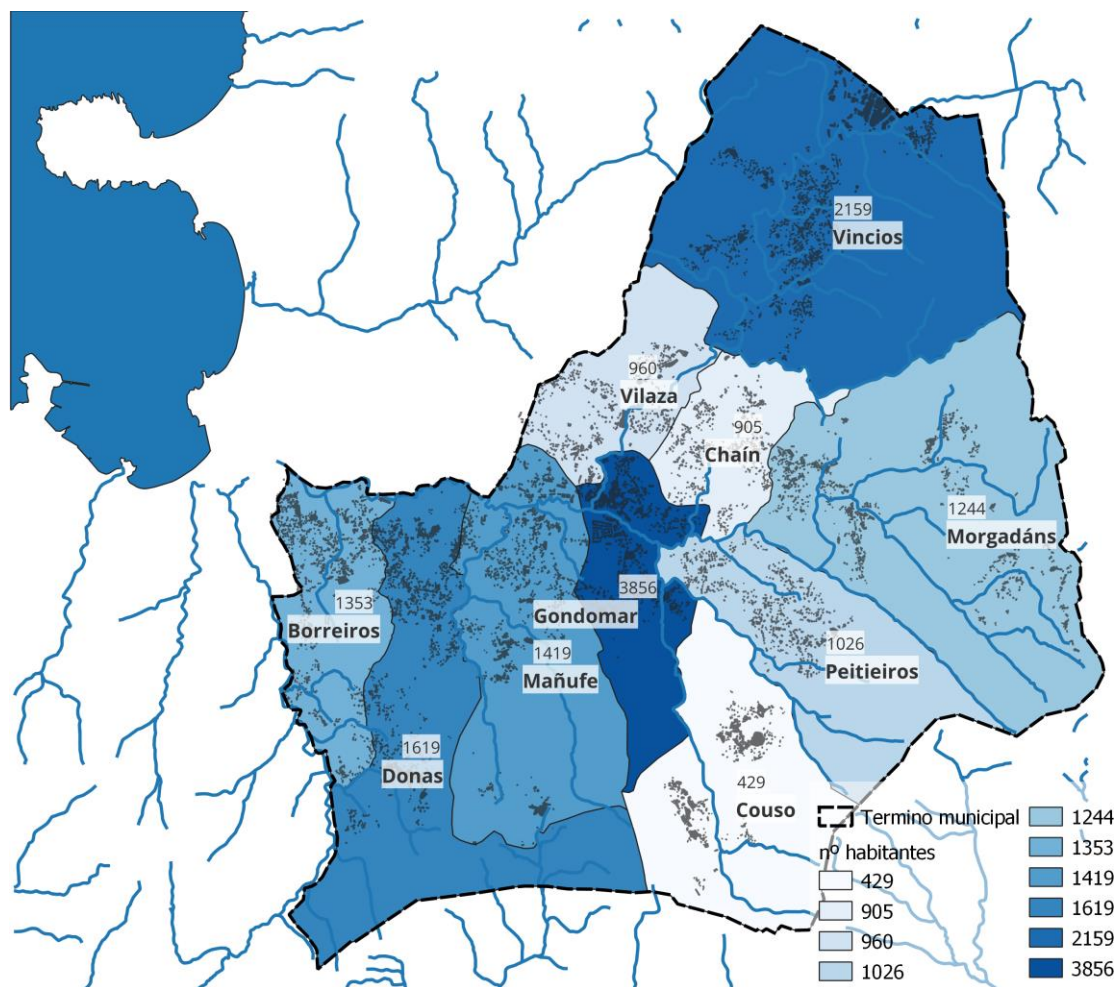 2159
Vincios
960
Vilaza
905
Chaín
1244
Morgadáns
3856
Gondomar
1353
Borreiros
1419
Mañufe
1026
Peitieiros
1619
Donas
429
Couso
Termino municipal
nº habitantes
429
905
960
1026
1244
1353
1419
1619
2159
3856